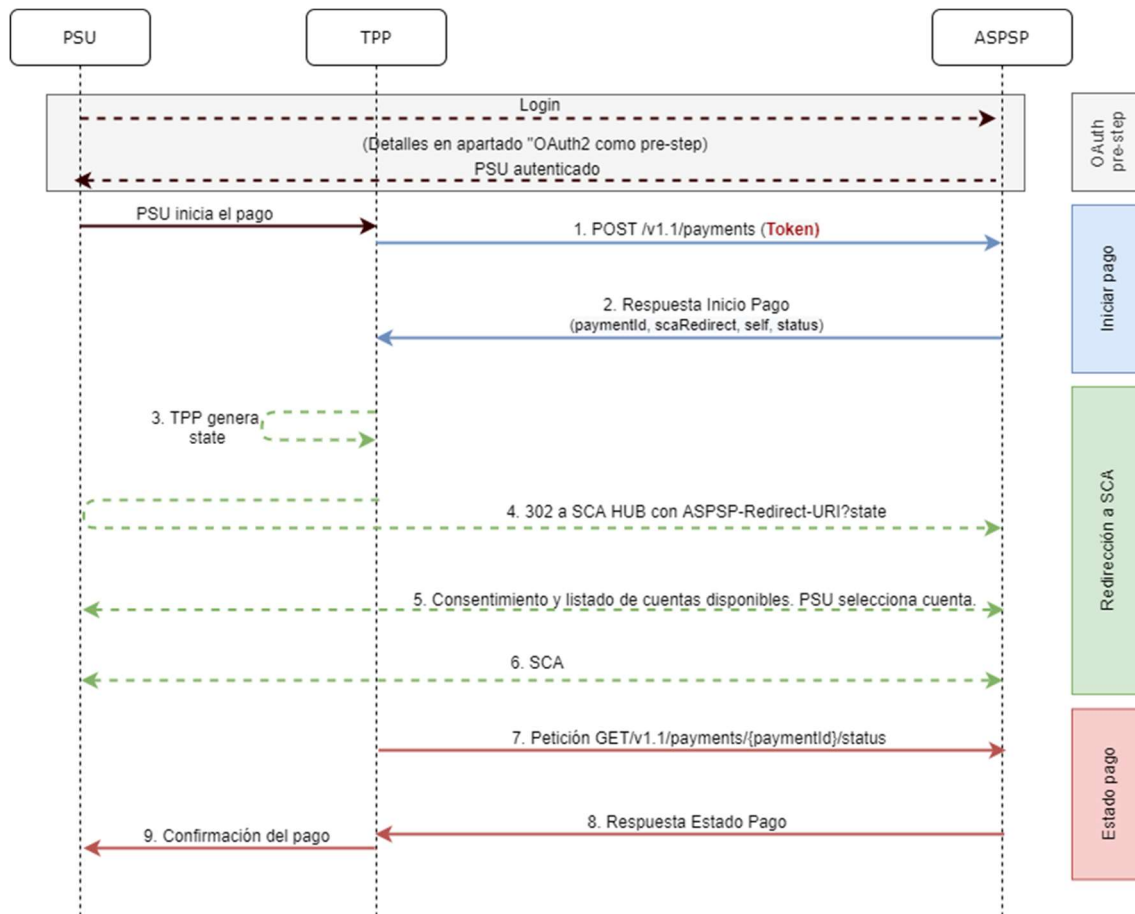 PSU
TPP
ASPSP
Login
(Detalles en apartado "OAuth2 como pre-step)
PSU autenticado
OAuth
pre-step
PSU inicia el pago
1. POST /v1.1/payments (Token)
2. Respuesta Inicio Pago
(paymentId, scaRedirect, self, status)
Iniciar pago
3. TPP genera
state
4. 302 a SCA HUB con ASPSP-Redirect-URI?state
5. Consentimiento y listado de cuentas disponibles. PSU selecciona cuenta.
6. SCA
Redirección a SCA
7. Petición GET/v1.1/payments/{paymentId}/status
8. Respuesta Estado Pago
9. Confirmación del pago
Estado pago